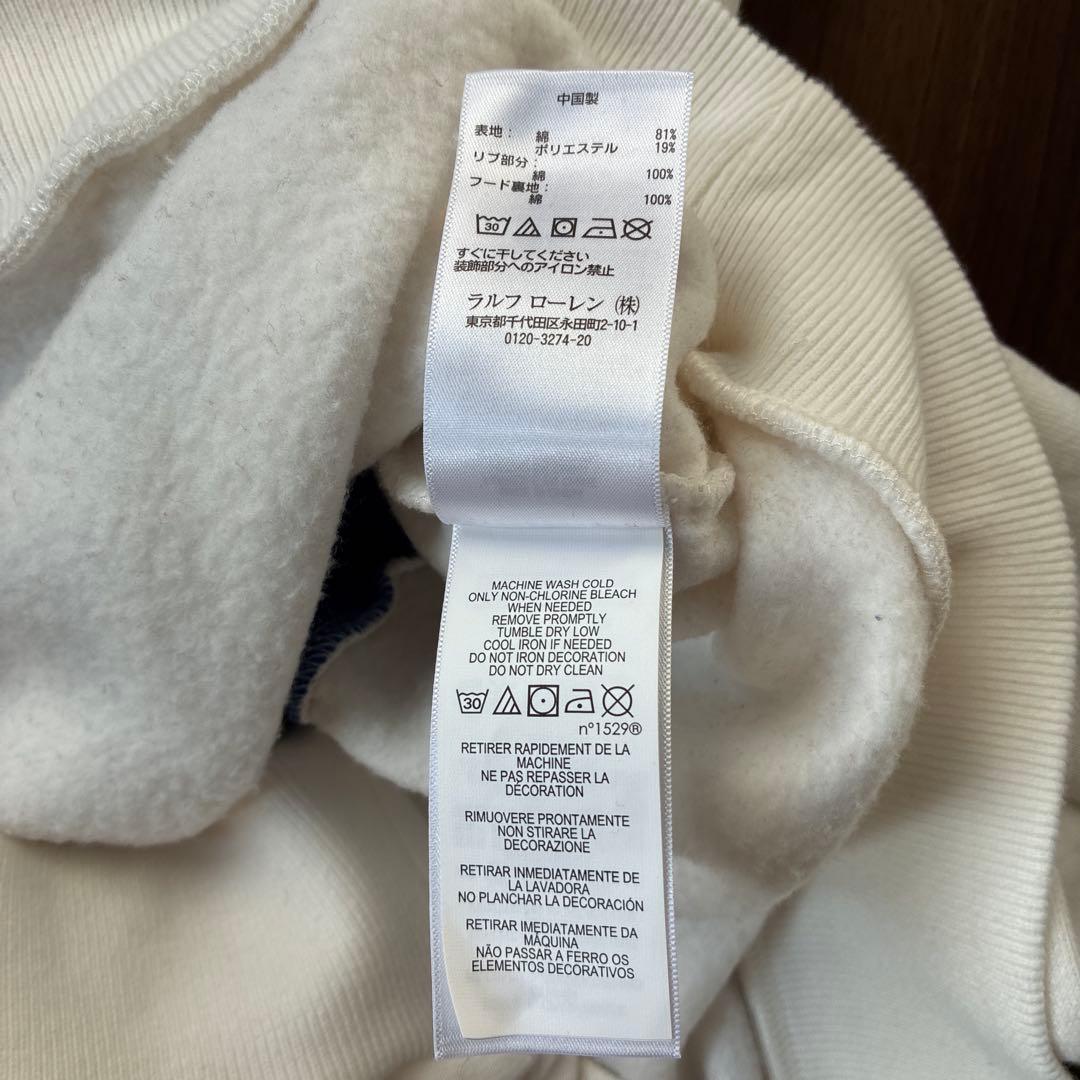 中国製
表地： 綿 81%
ポリエステル 19%
リブ部分：
綿 100%
フード裏地：
綿 100%
30
すぐに干してください
装飾部分へのアイロン禁止
ラルフ ローレン (株)
東京都千代田区永田町2-10-1
0120-3274-20
MACHINE WASH COLD
ONLY NON-CHLORINE BLEACH
WHEN NEEDED
REMOVE PROMPTLY
TUMBLE DRY LOW
COOL IRON IF NEEDED
DO NOT IRON DECORATION
DO NOT DRY CLEAN
30
nº1529®
RETIRER RAPIDEMENT DE LA
MACHINE
NE PAS REPASSER LA
DÉCORATION
RIMUOVERE PRONTAMENTE
NON STIRARE LA
DECORAZIONE
RETIRAR INMEDIATAMENTE DE
LA LAVADORA
NO PLANCHAR LA DECORACIÓN
RETIRAR IMEDIATAMENTE DA
MÁQUINA
NÃO PASSAR A FERRO OS
ELEMENTOS DECORATIVOS